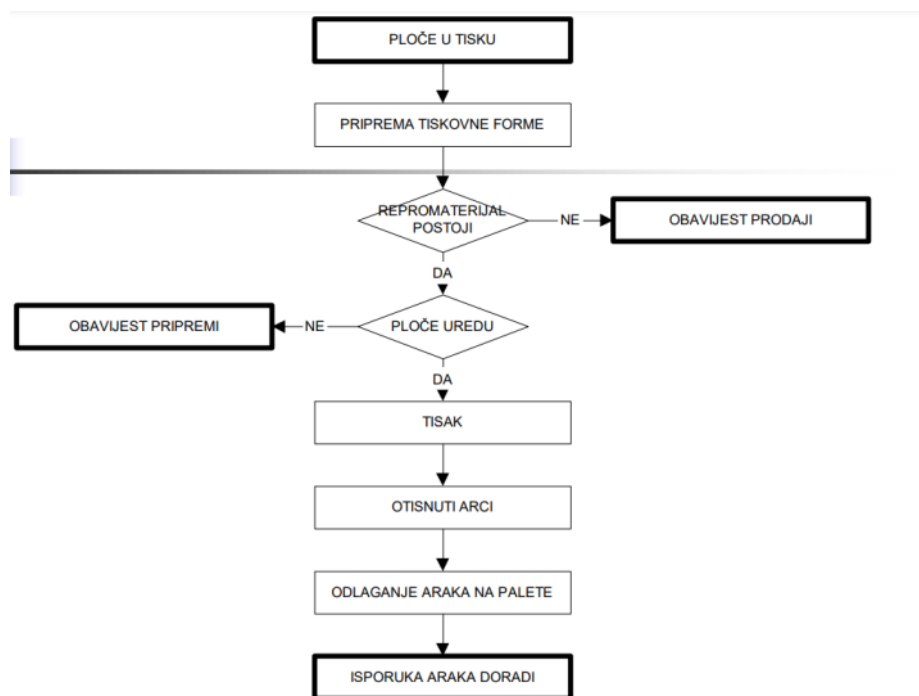 PLOČE U TISKU
PRIPREMA TISKOVNE FORME
REPROMATERIJAL
POSTOJI
NE
OBAVIJEST PRODAJI
DA
OBAVIJEST PRIPREMI
NE
PLOČE UREDU
DA
TISAK
OTISNUTI ARCI
ODLAGANJE ARAKA NA PALETE
ISPORUKA ARAKA DORADI